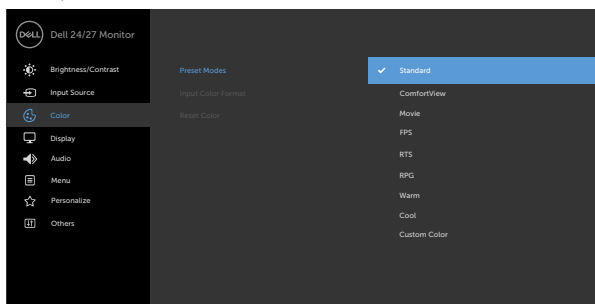 DELL
Dell 24/27 Monitor
Brightness/Contrast
Input Source
Color
Display
Audio
Menu
Personalize
Others
Preset Modes
Input Color Format
Reset Color
Standard
ComfortView
Movie
FPS
RTS
RPG
Warm
Cool
Custom Color